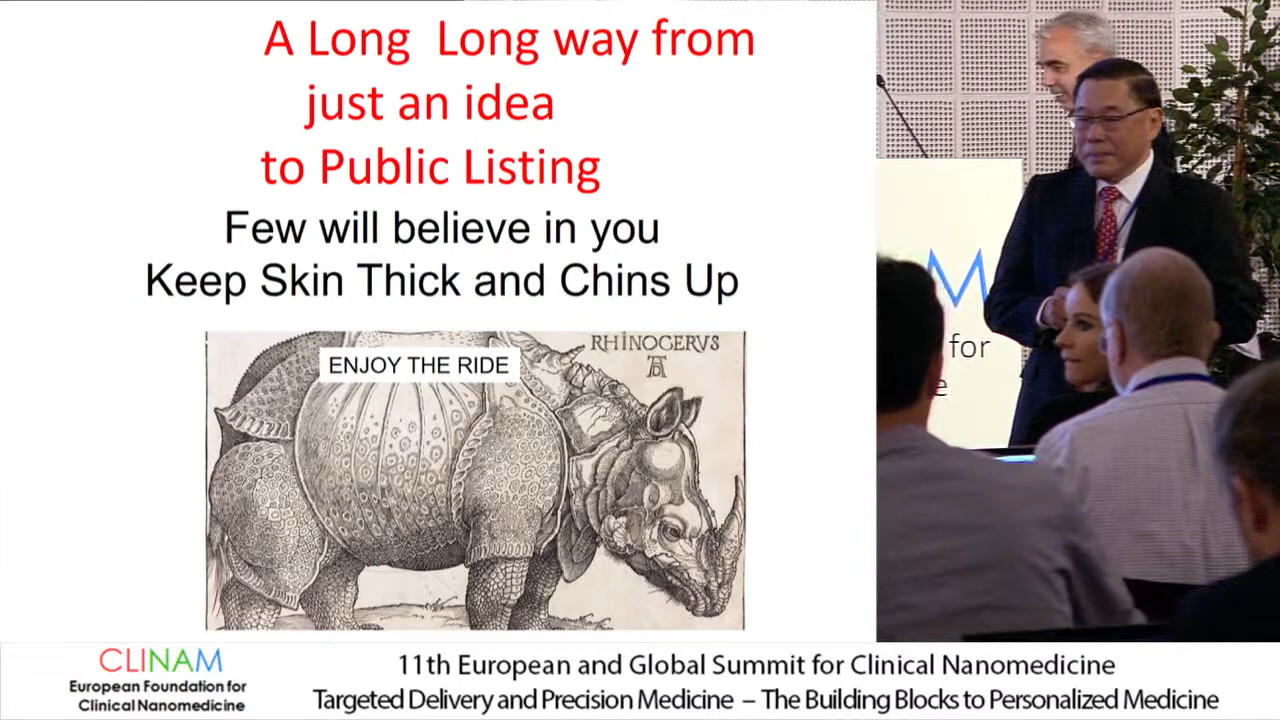 A Long Long way from
just an idea
to Public Listing
Few will believe in you
Keep Skin Thick and Chins Up
ENJOY THE RIDE
RHINOCERVS
AD
M
for
e
CLINAM
European Foundation for
Clinical Nanomedicine
11th European and Global Summit for Clinical Nanomedicine
Targeted Delivery and Precision Medicine – The Building Blocks to Personalized Medicine